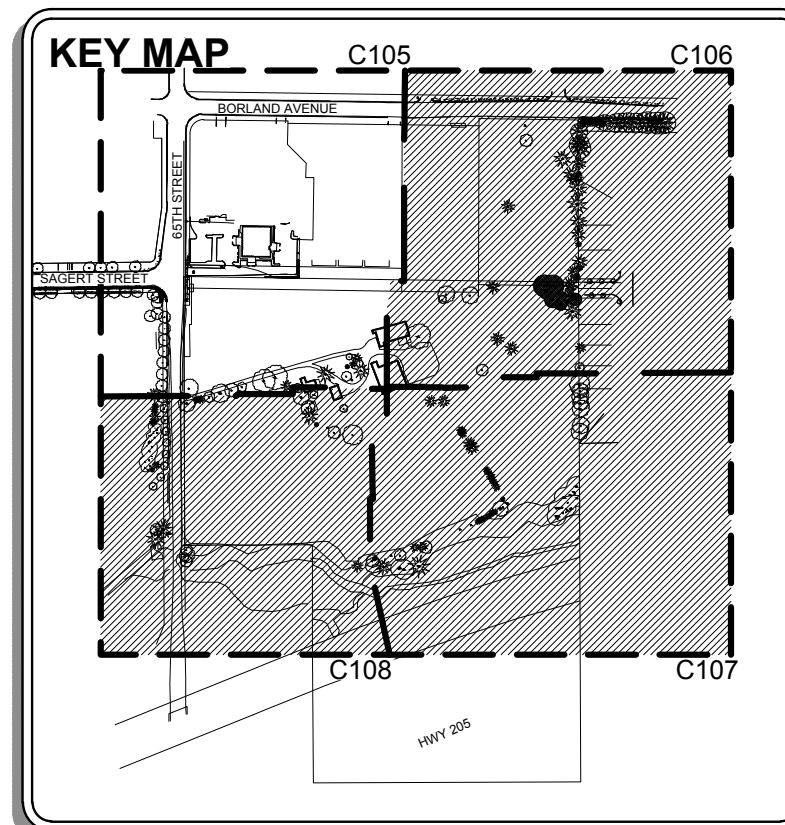 KEY MAP
C105
C106
BORLAND AVENUE
65TH STREET
SAGERT STREET
C108
C107
HWY 205